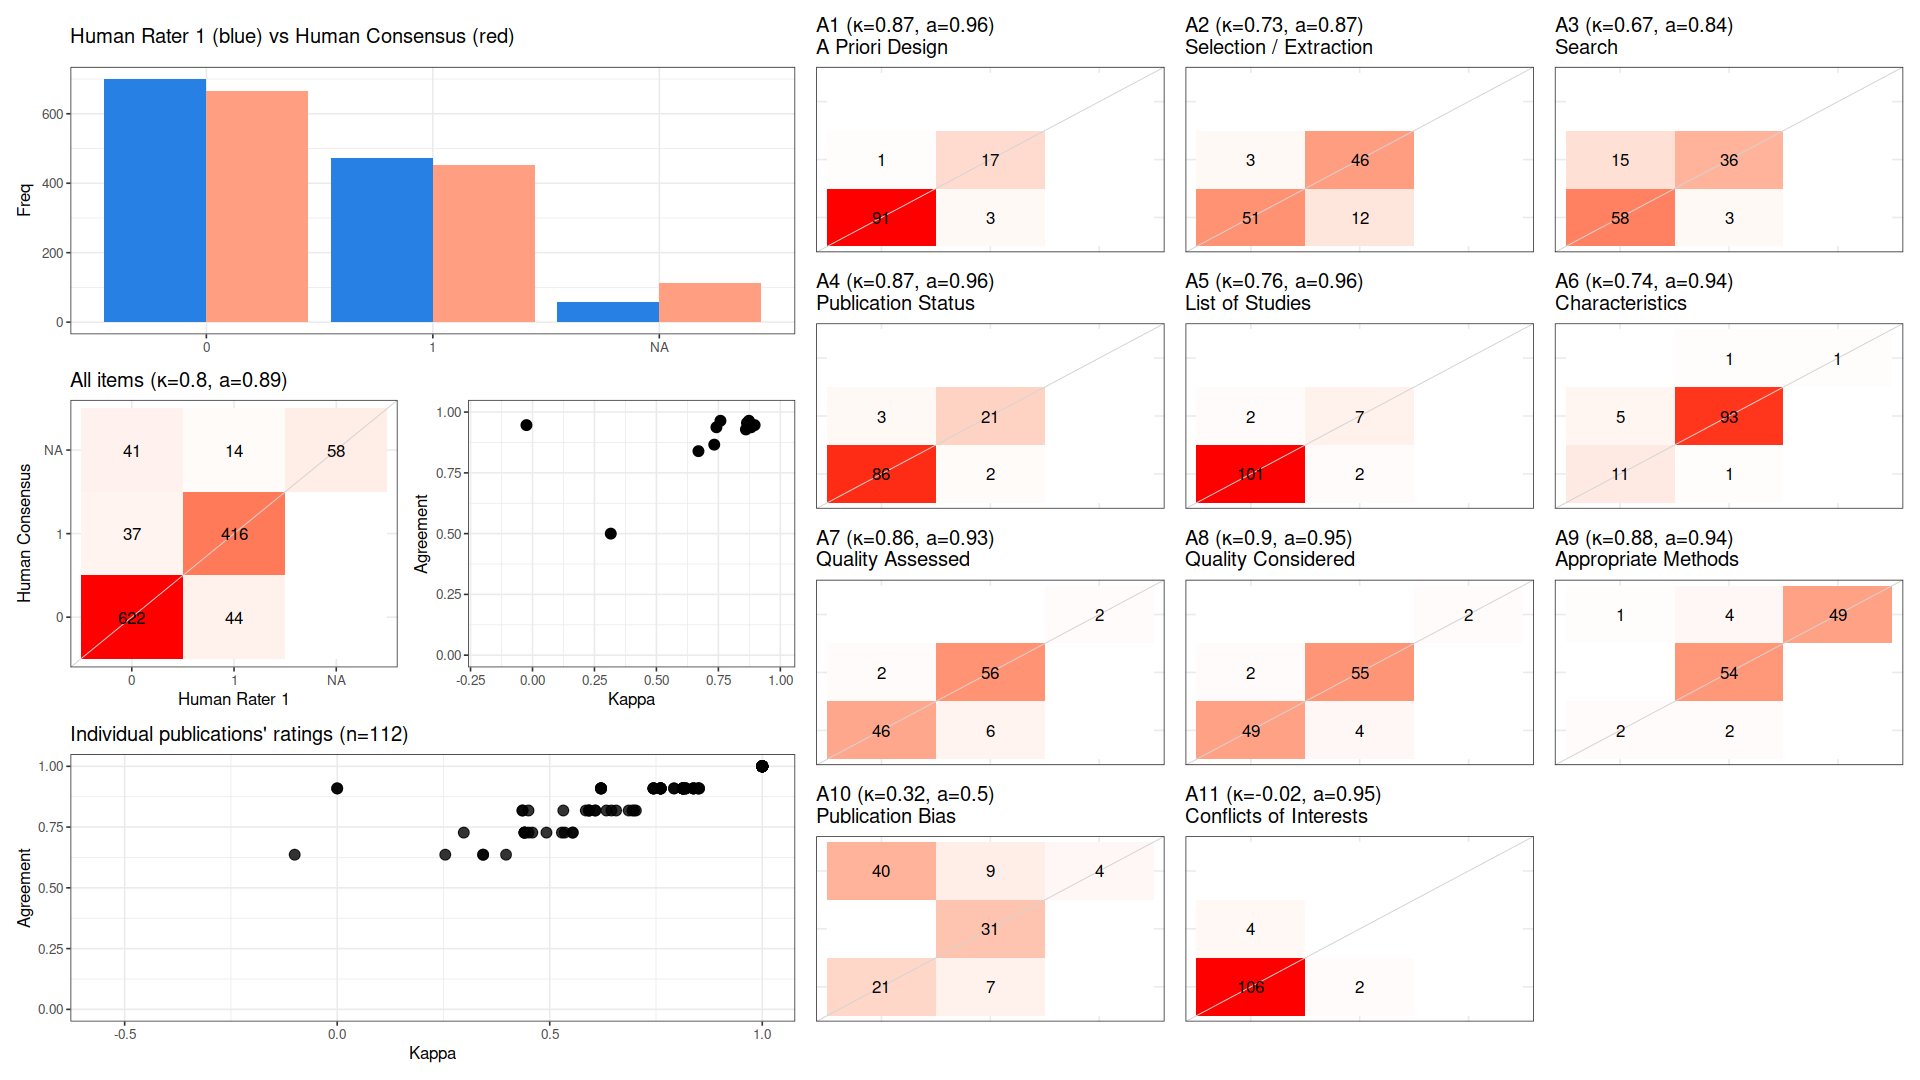 Human Rater 1 (blue) vs Human Consensus (red)
Freq
600
400
200
0
0 1 NA
All items (κ=0.8, a=0.89)
Human Consensus
NA
1
0
41 14 58
37 416
622 44
0 1 NA
Human Rater 1
Agreement
1.00
0.75
0.50
0.25
0.00
-0.25 0.00 0.25 0.50 0.75 1.00
Kappa
Individual publications' ratings (n=112)
Agreement
1.00
0.75
0.50
0.25
0.00
-0.5 0.0 0.5 1.0
Kappa
A1 (κ=0.87, a=0.96)
A Priori Design
1 17
91 3
A2 (κ=0.73, a=0.87)
Selection / Extraction
3 46
51 12
A3 (κ=0.67, a=0.84)
Search
15 36
58 3
A4 (κ=0.87, a=0.96)
Publication Status
3 21
86 2
A5 (κ=0.76, a=0.96)
List of Studies
2 7
101 2
A6 (κ=0.74, a=0.94)
Characteristics
1 1
5 93
11 1
A7 (κ=0.86, a=0.93)
Quality Assessed
2
2 56
46 6
A8 (κ=0.9, a=0.95)
Quality Considered
2
2 55
49 4
A9 (κ=0.88, a=0.94)
Appropriate Methods
1 4 49
54
2 2
A10 (κ=0.32, a=0.5)
Publication Bias
40 9 4
31
21 7
A11 (κ=-0.02, a=0.95)
Conflicts of Interests
4
106 2